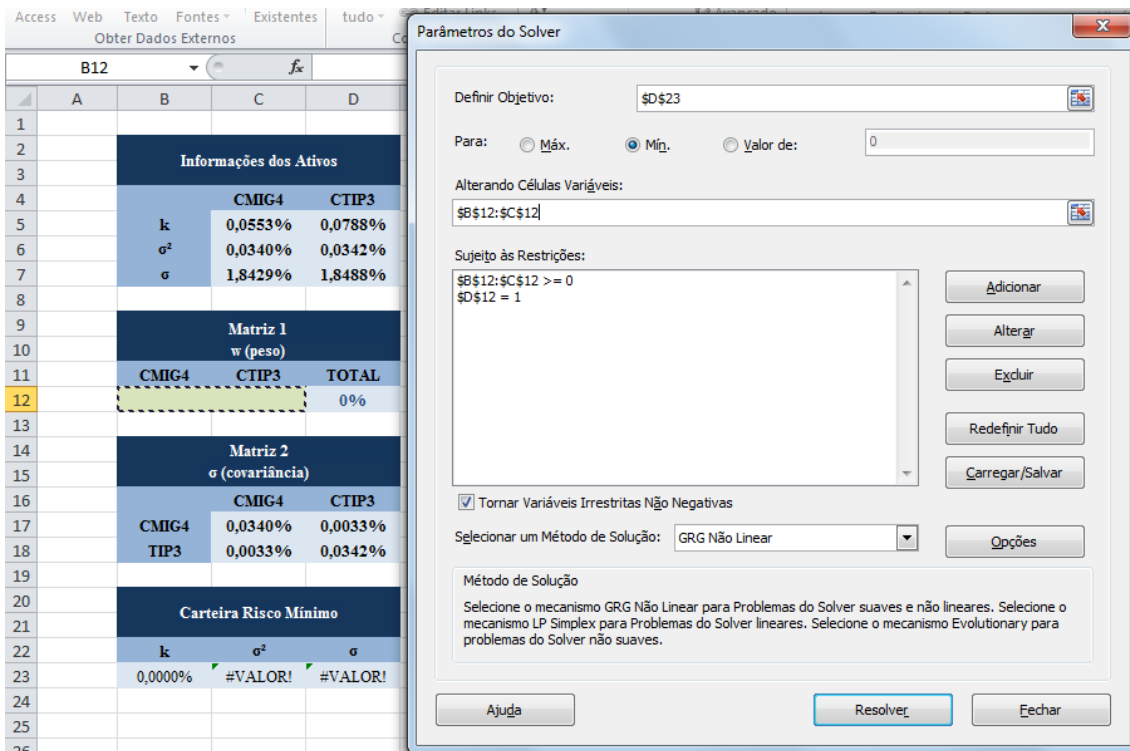 Access Web Texto Fontes Existentes tudo
Obter Dados Externos
B12 fx
A B C D
1
2
3
4
5
6
7
8
9
10
11
12
13
14
15
16
17
18
19
20
21
22
23
24
25
26
Informações dos Ativos
CMIG4 CTIP3
k 0,0553% 0,0788%
σ² 0,0340% 0,0342%
σ 1,8429% 1,8488%
Matriz 1
w (peso)
CMIG4 CTIP3 TOTAL
0%
Matriz 2
σ (covariância)
CMIG4 CTIP3
CMIG4 0,0340% 0,0033%
TIP3 0,0033% 0,0342%
Carteira Risco Mínimo
k σ² σ
0,0000% #VALOR! #VALOR!
Parâmetros do Solver
Definir Objetivo: $D$23
Para: Máx. Mín. Valor de: 0
Alterando Células Variáveis:
$B$12:$C$12
Sujeito às Restrições:
$B$12:$C$12 >= 0
$D$12 = 1
Adicionar
Alterar
Excluir
Redefinir Tudo
Carregar/Salvar
Tornar Variáveis Irrestritas Não Negativas
Selecionar um Método de Solução: GRG Não Linear
Opções
Método de Solução
Selecione o mecanismo GRG Não Linear para Problemas do Solver suaves e não lineares. Selecione o
mecanismo LP Simplex para Problemas do Solver lineares. Selecione o mecanismo Evolutionary para
problemas do Solver não suaves.
Ajuda
Resolver
Fechar